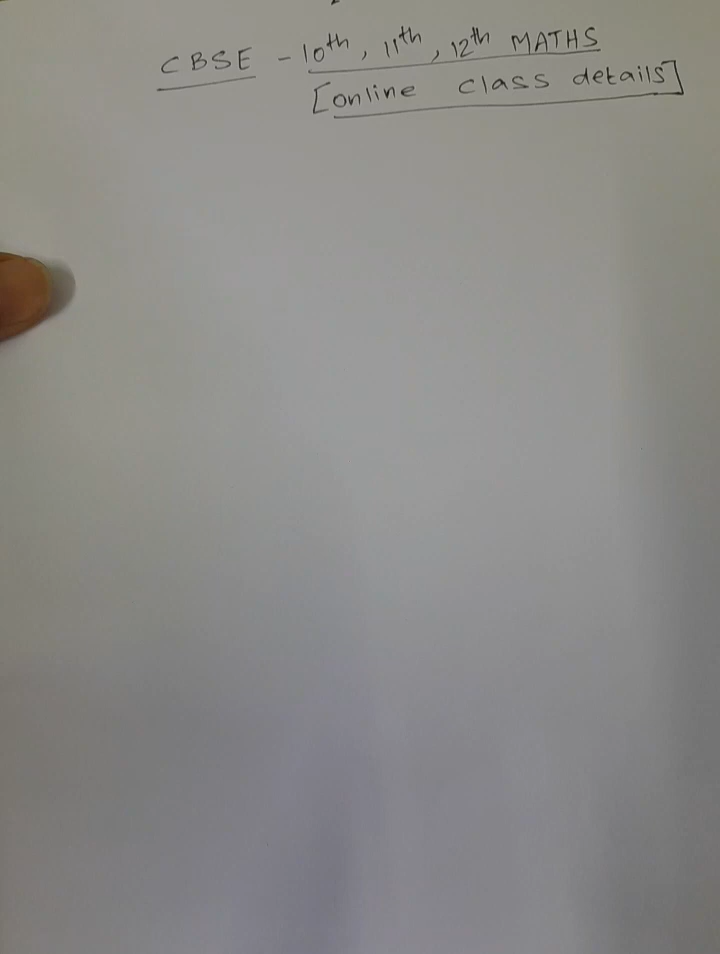 CBSE - 10th, 11th, 12th MATHS
[online class details]